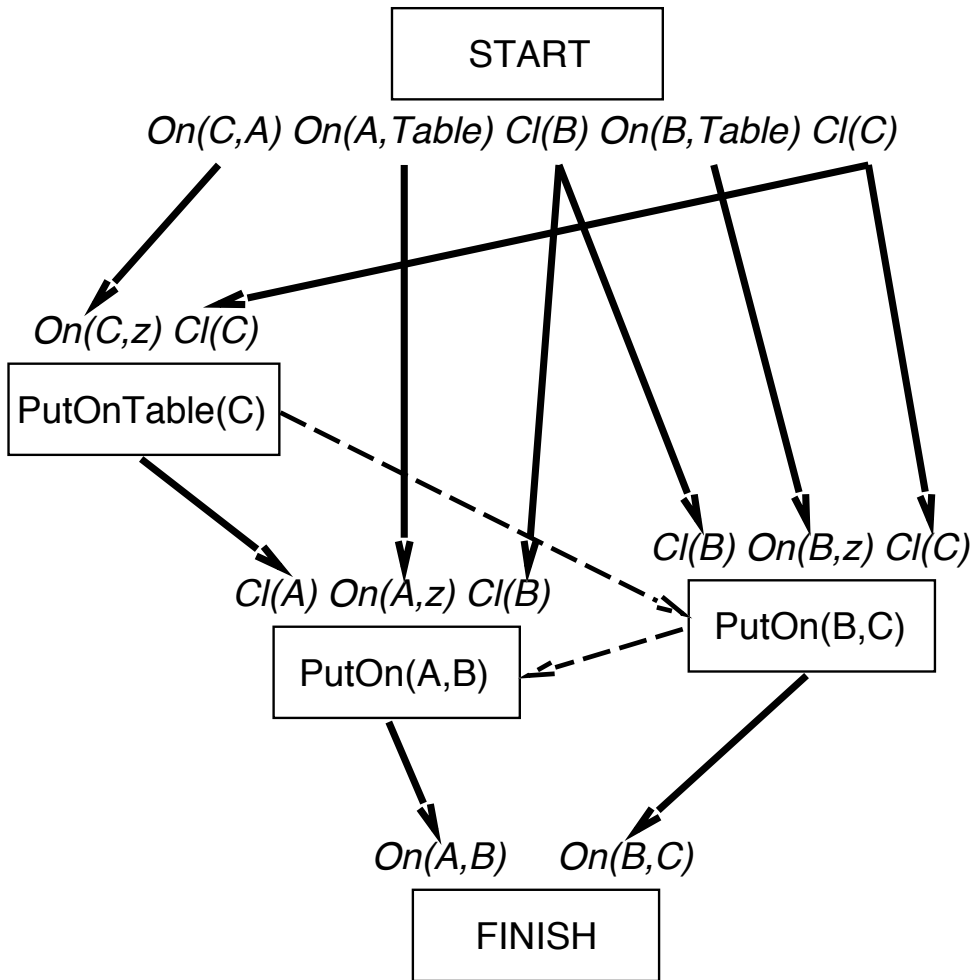 START
On(C,A) On(A,Table) Cl(B) On(B,Table) Cl(C)
On(C,z) Cl(C)
PutOnTable(C)
Cl(B) On(B,z) Cl(C)
Cl(A) On(A,z) Cl(B)
PutOn(B,C)
PutOn(A,B)
On(A,B) On(B,C)
FINISH